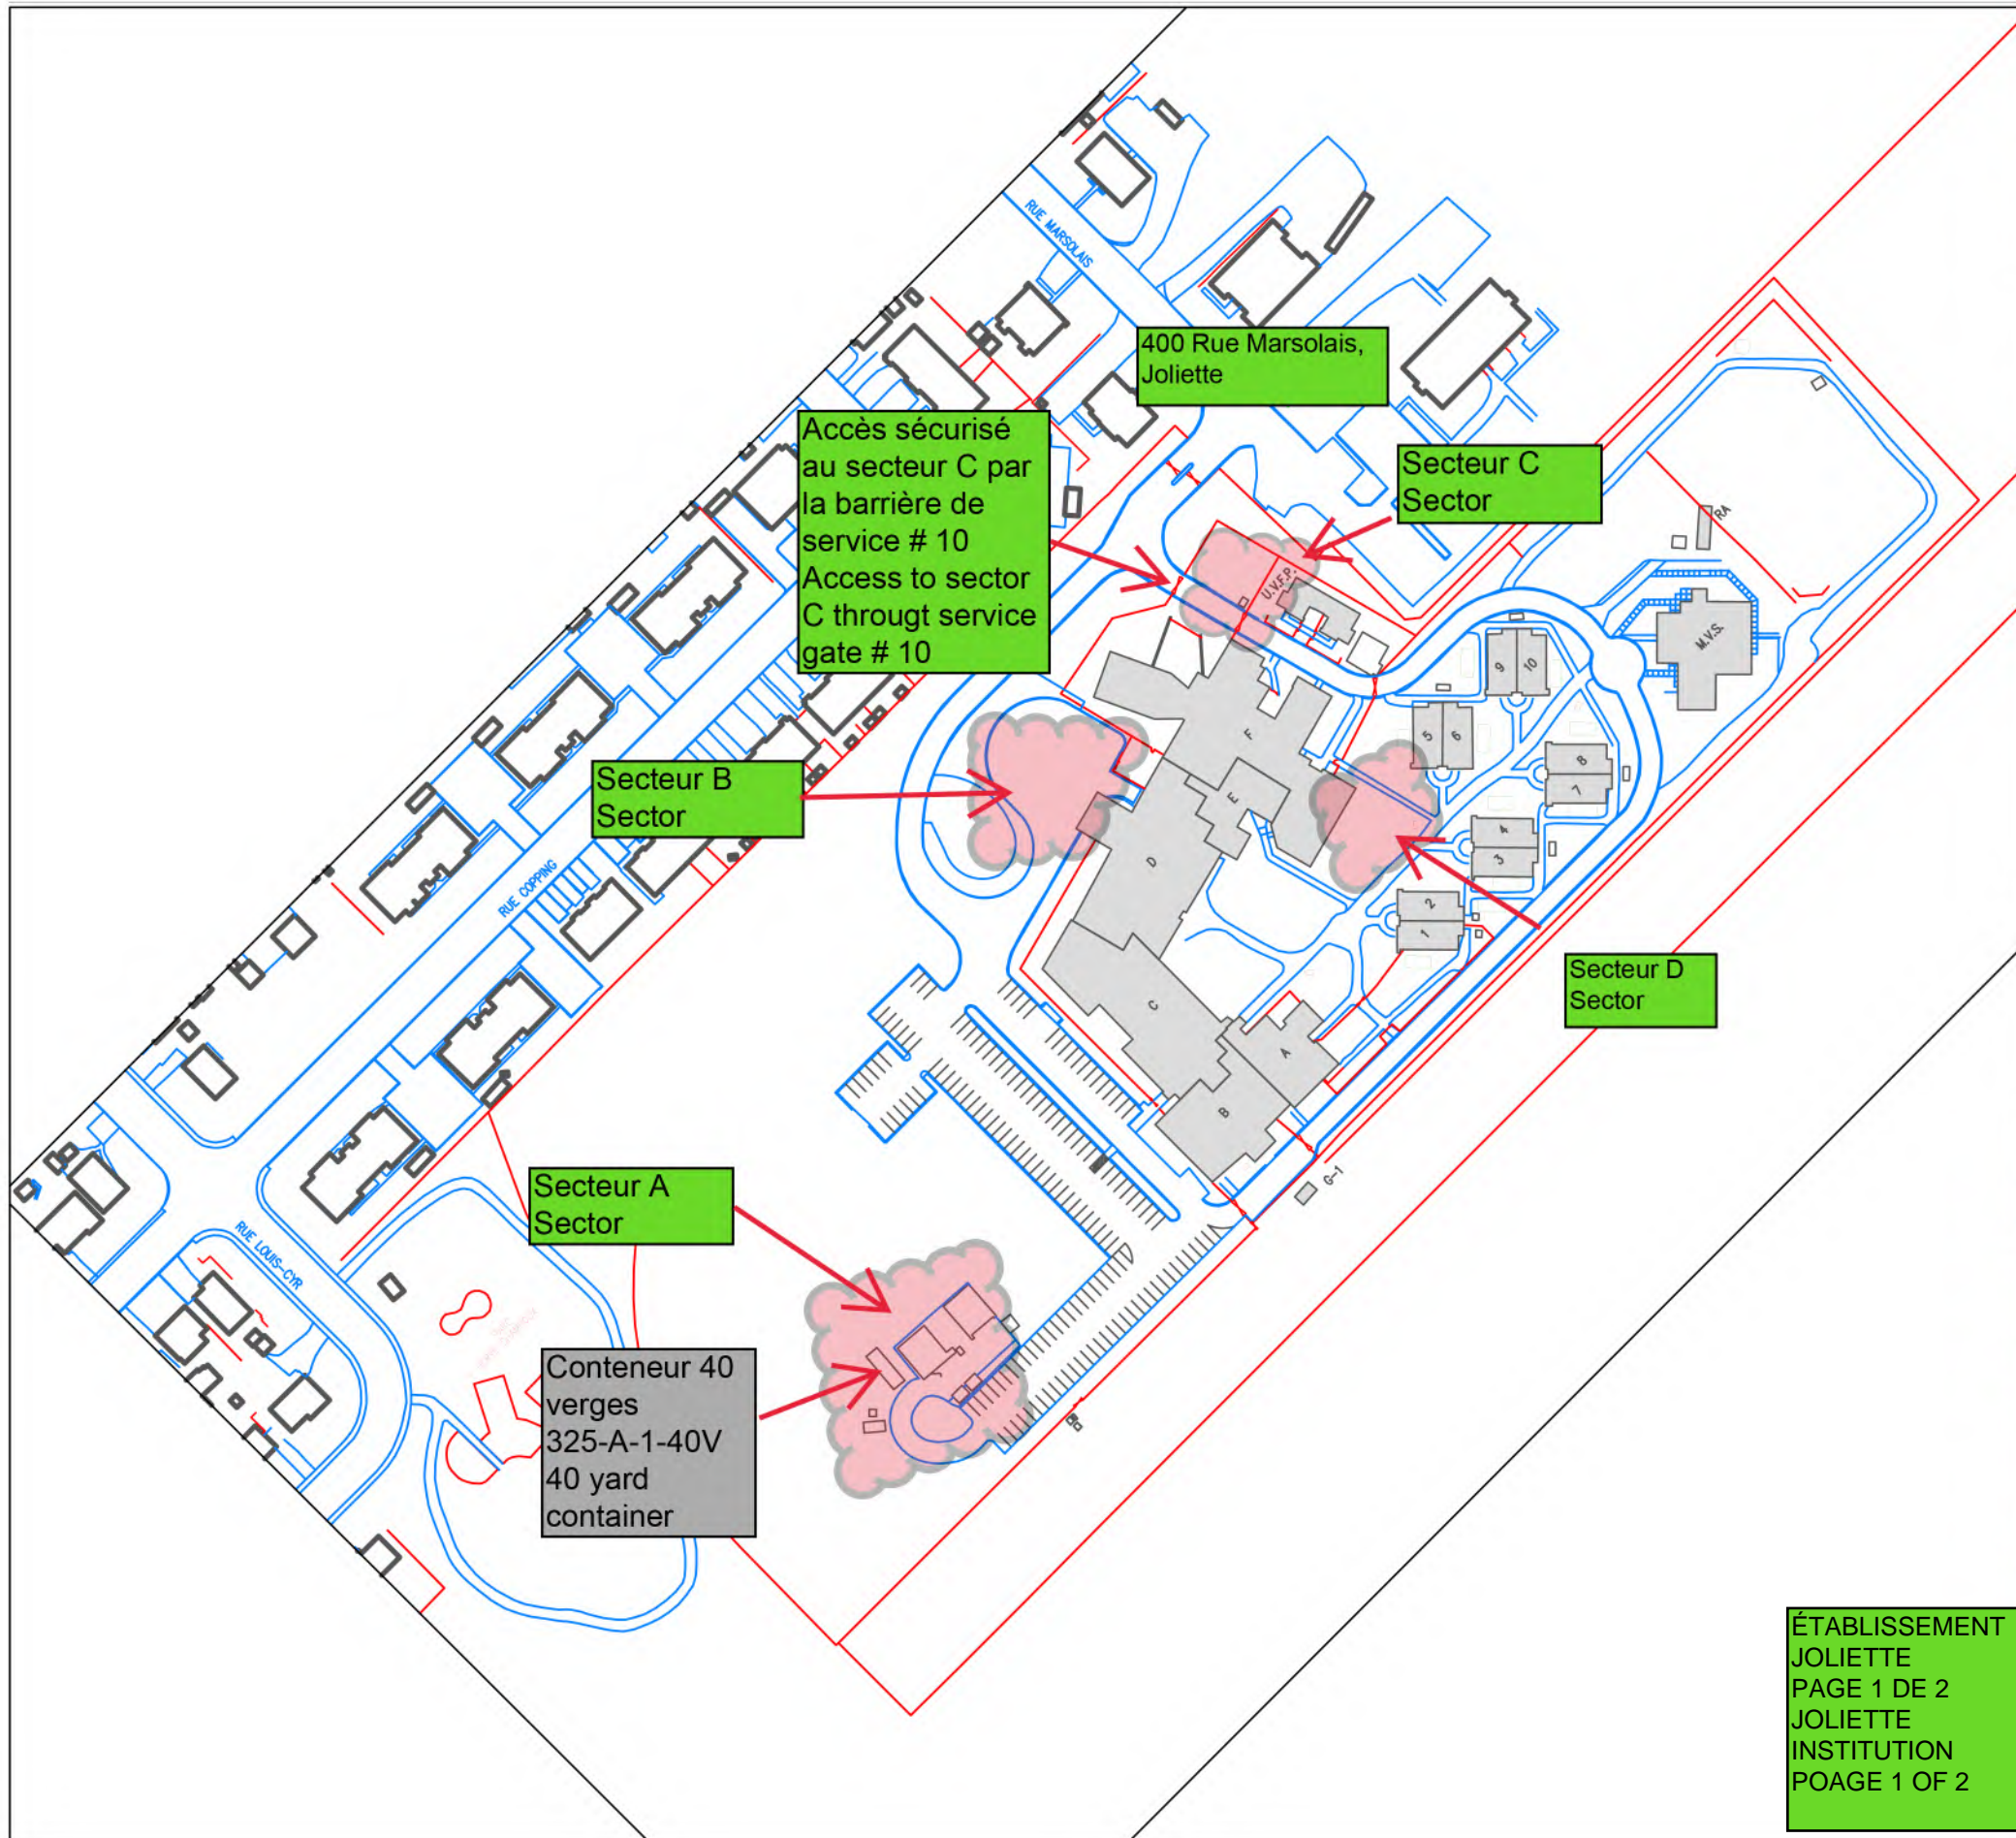 RUE MARSOLAIS
400 Rue Marsolais,
Joliette
Accès sécurisé
au secteur C par
la barrière de
service # 10
Access to sector
C througt service
gate # 10
Secteur C
Sector
RA
U.V.F.P.
M.V.S.
9
10
5
6
8
7
4
3
2
1
F
E
D
C
A
B
G-1
Secteur B
Sector
RUE COPPING
Secteur D
Sector
Secteur A
Sector
RUE LOUIS-CYR
Conteneur 40
verges
325-A-1-40V
40 yard
container
ÉTABLISSEMENT
JOLIETTE
PAGE 1 DE 2
JOLIETTE
INSTITUTION
POAGE 1 OF 2